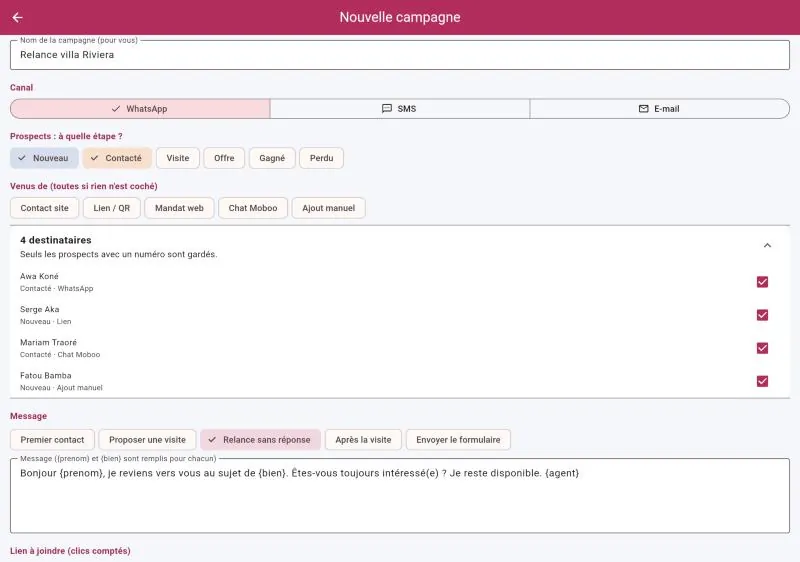 Nouvelle campagne
Nom de la campagne (pour vous)
Relance villa Riviera
Canal
WhatsApp
SMS
E-mail
Prospects : à quelle étape ?
Nouveau
Contacté
Visite
Offre
Gagné
Perdu
Venus de (toutes si rien n'est coché)
Contact site
Lien / QR
Mandat web
Chat Moboo
Ajout manuel
4 destinataires
Seuls les prospects avec un numéro sont gardés.
Awa Koné
Contacté · WhatsApp
Serge Aka
Nouveau · Lien
Mariam Traoré
Contacté · Chat Moboo
Fatou Bamba
Nouveau · Ajout manuel
Message
Premier contact
Proposer une visite
Relance sans réponse
Après la visite
Envoyer le formulaire
Message ({prenom} et {bien} sont remplis pour chacun)
Bonjour {prenom}, je reviens vers vous au sujet de {bien}. Êtes-vous toujours intéressé(e) ? Je reste disponible. {agent}
Lien à joindre (clics comptés)